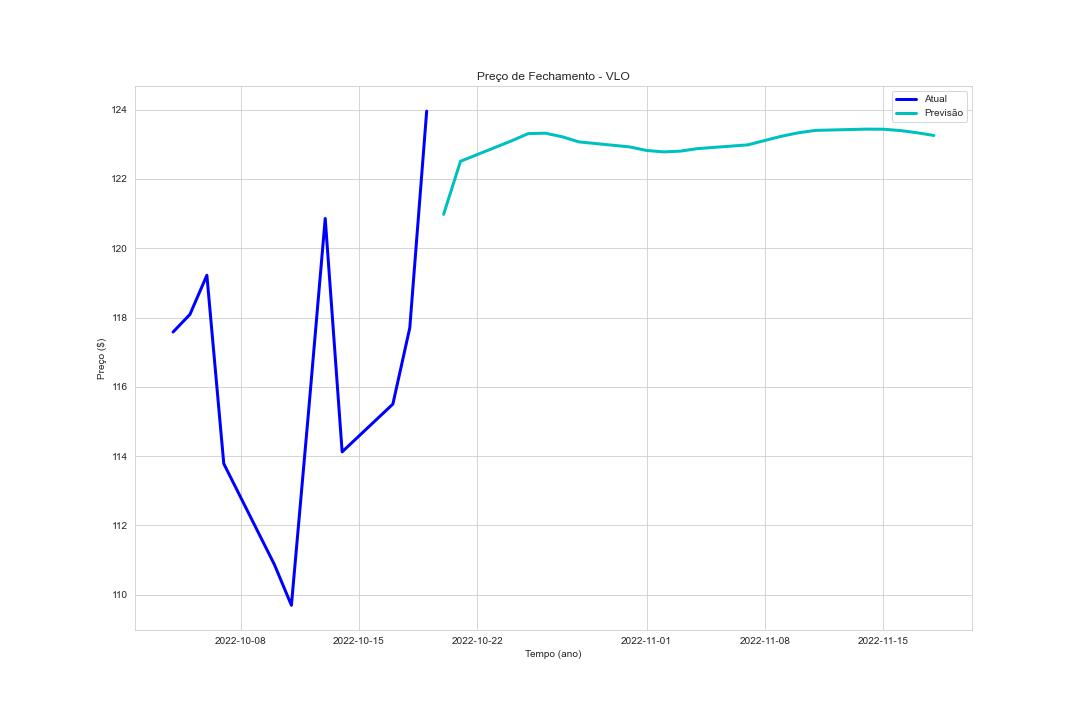 Preço de Fechamento - VLO
Atual
Previsão
124
122
120
118
116
114
112
110
Preço ($)
2022-10-08
2022-10-15
2022-10-22
2022-11-01
2022-11-08
2022-11-15
Tempo (ano)